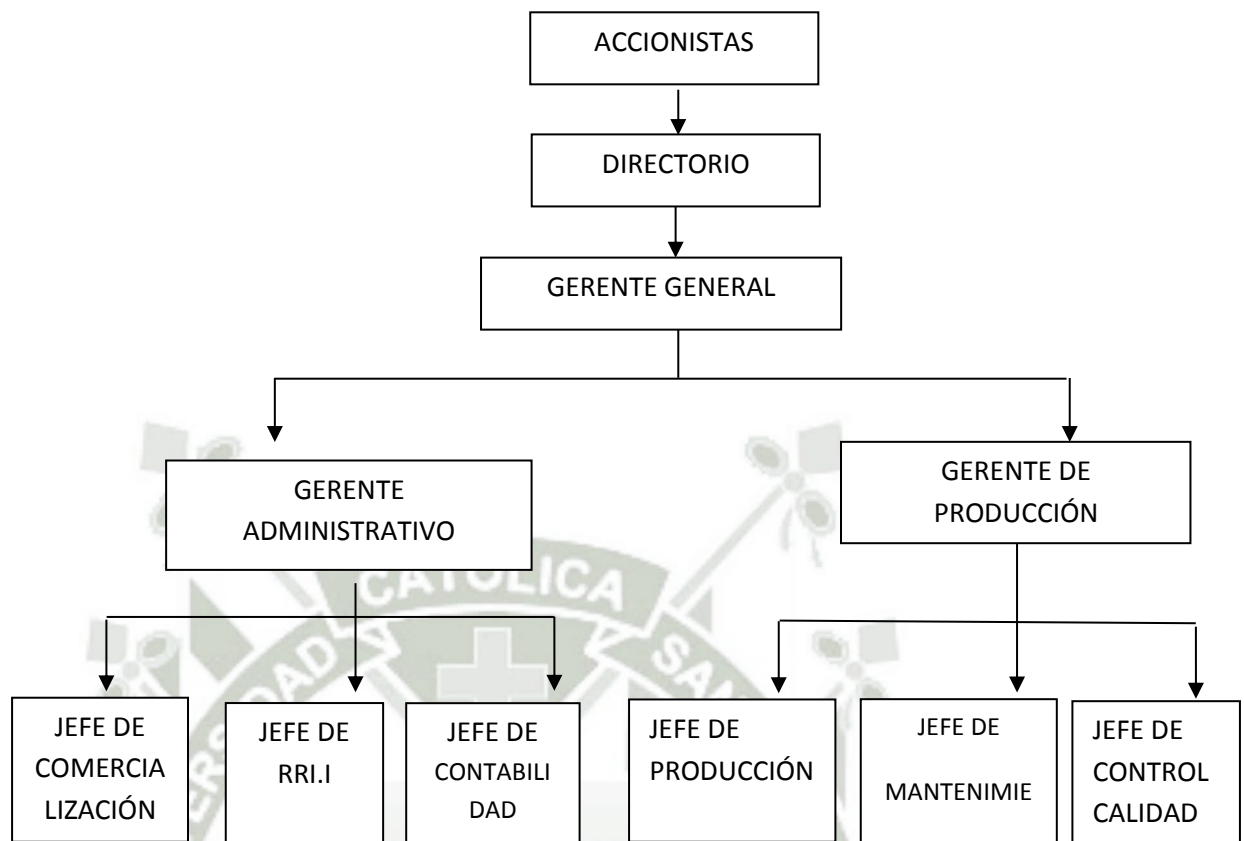 ACCIONISTAS
DIRECTORIO
GERENTE GENERAL
GERENTE
ADMINISTRATIVO
GERENTE DE
PRODUCCIÓN
JEFE DE
COMERCIA
LIZACIÓN
JEFE DE
RRI.I
JEFE DE
CONTABILI
DAD
JEFE DE
PRODUCCIÓN
JEFE DE
MANTENIMIE
JEFE DE
CONTROL
CALIDAD
CATOLICA